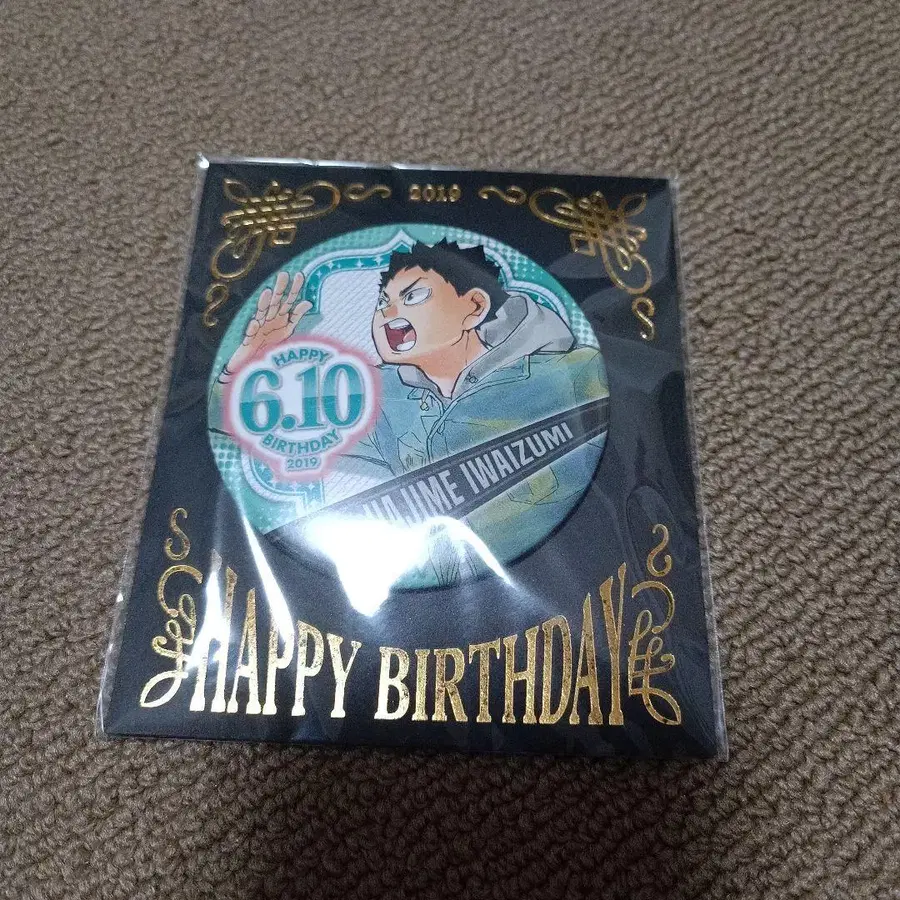 2019
HAPPY
6.10
BIRTHDAY
2019
HAJIME IWAIZUMI
HAPPY BIRTHDAY